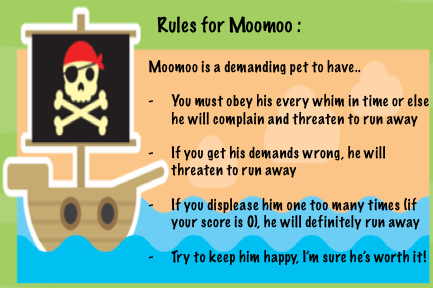 Rules for Moomoo :
Moomoo is a demanding pet to have..
- You must obey his every whim in time or else
he will complain and threaten to run away
- If you get his demands wrong, he will
threaten to run away
- If you displease him one too many times (if
your score is 0), he will definitely run away
- Try to keep him happy, I'm sure he's worth it!